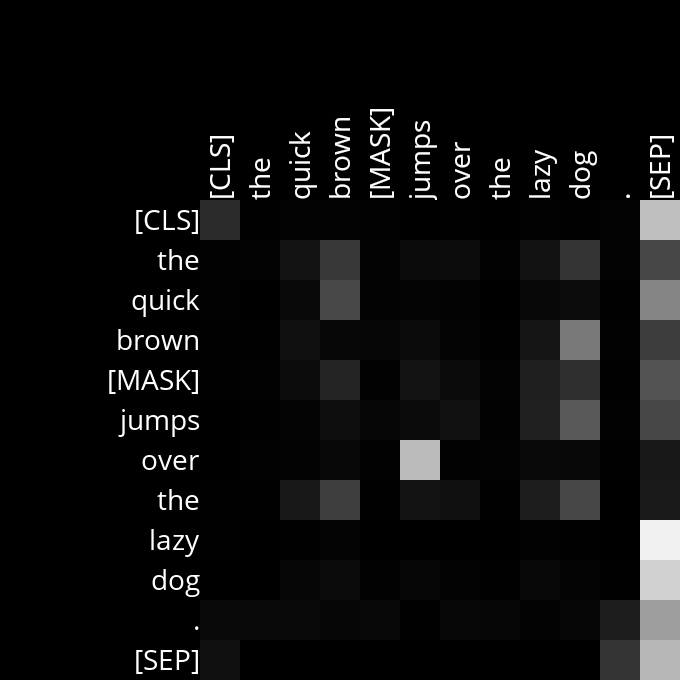 [CLS] the quick brown [MASK] jumps over the lazy dog . [SEP]
[CLS]
the
quick
brown
[MASK]
jumps
over
the
lazy
dog
.
[SEP]